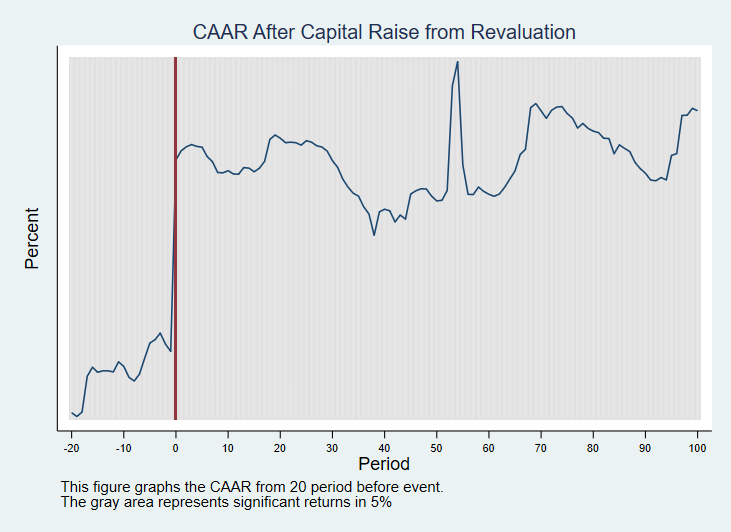 CAAR After Capital Raise from Revaluation
Percent
-20 -10 0 10 20 30 40 50 60 70 80 90 100
Period
This figure graphs the CAAR from 20 period before event.
The gray area represents significant returns in 5%